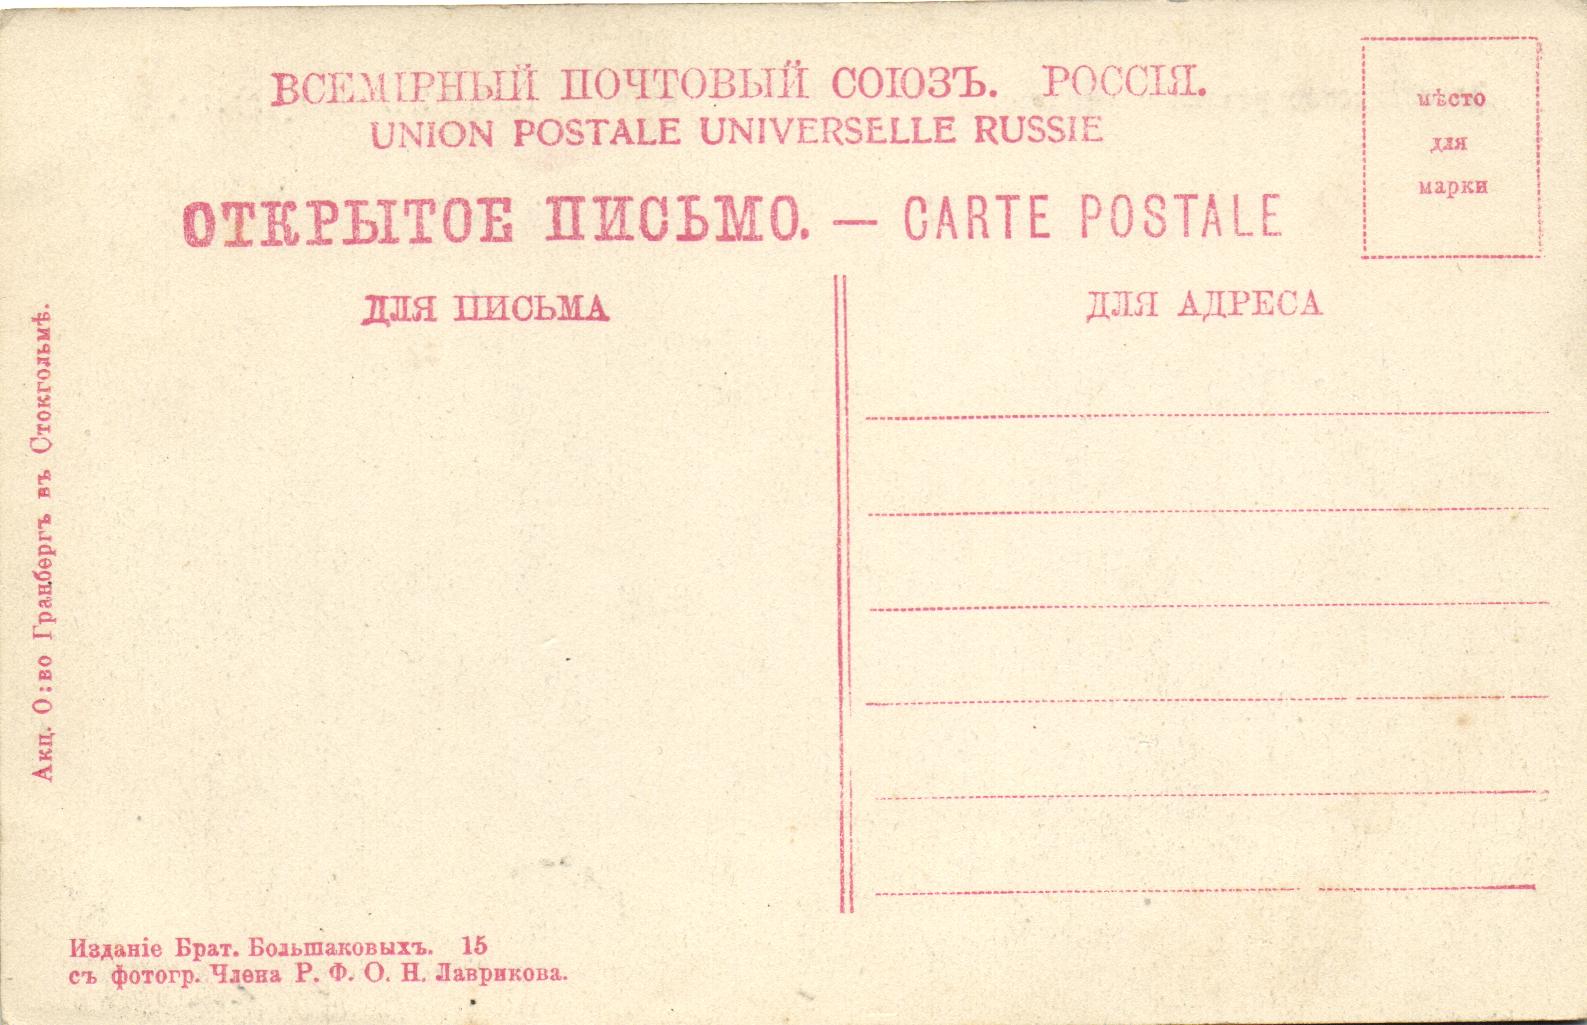 ВСЕМІРНЫЙ ПОЧТОВЫЙ СОЮЗЪ. РОССІЯ.
UNION POSTALE UNIVERSELLE RUSSIE
ОТКРЫТОЕ ПИСЬМО. — CARTE POSTALE
мѣсто
для
марки
ДЛЯ ПИСЬМА
ДЛЯ АДРЕСА
Акц. О:во Гранбергъ въ Стокгольмѣ.
Изданіе Брат. Большаковыхъ. 15
съ фотогр. Члена Р. Ф. О. Н. Лаврикова.